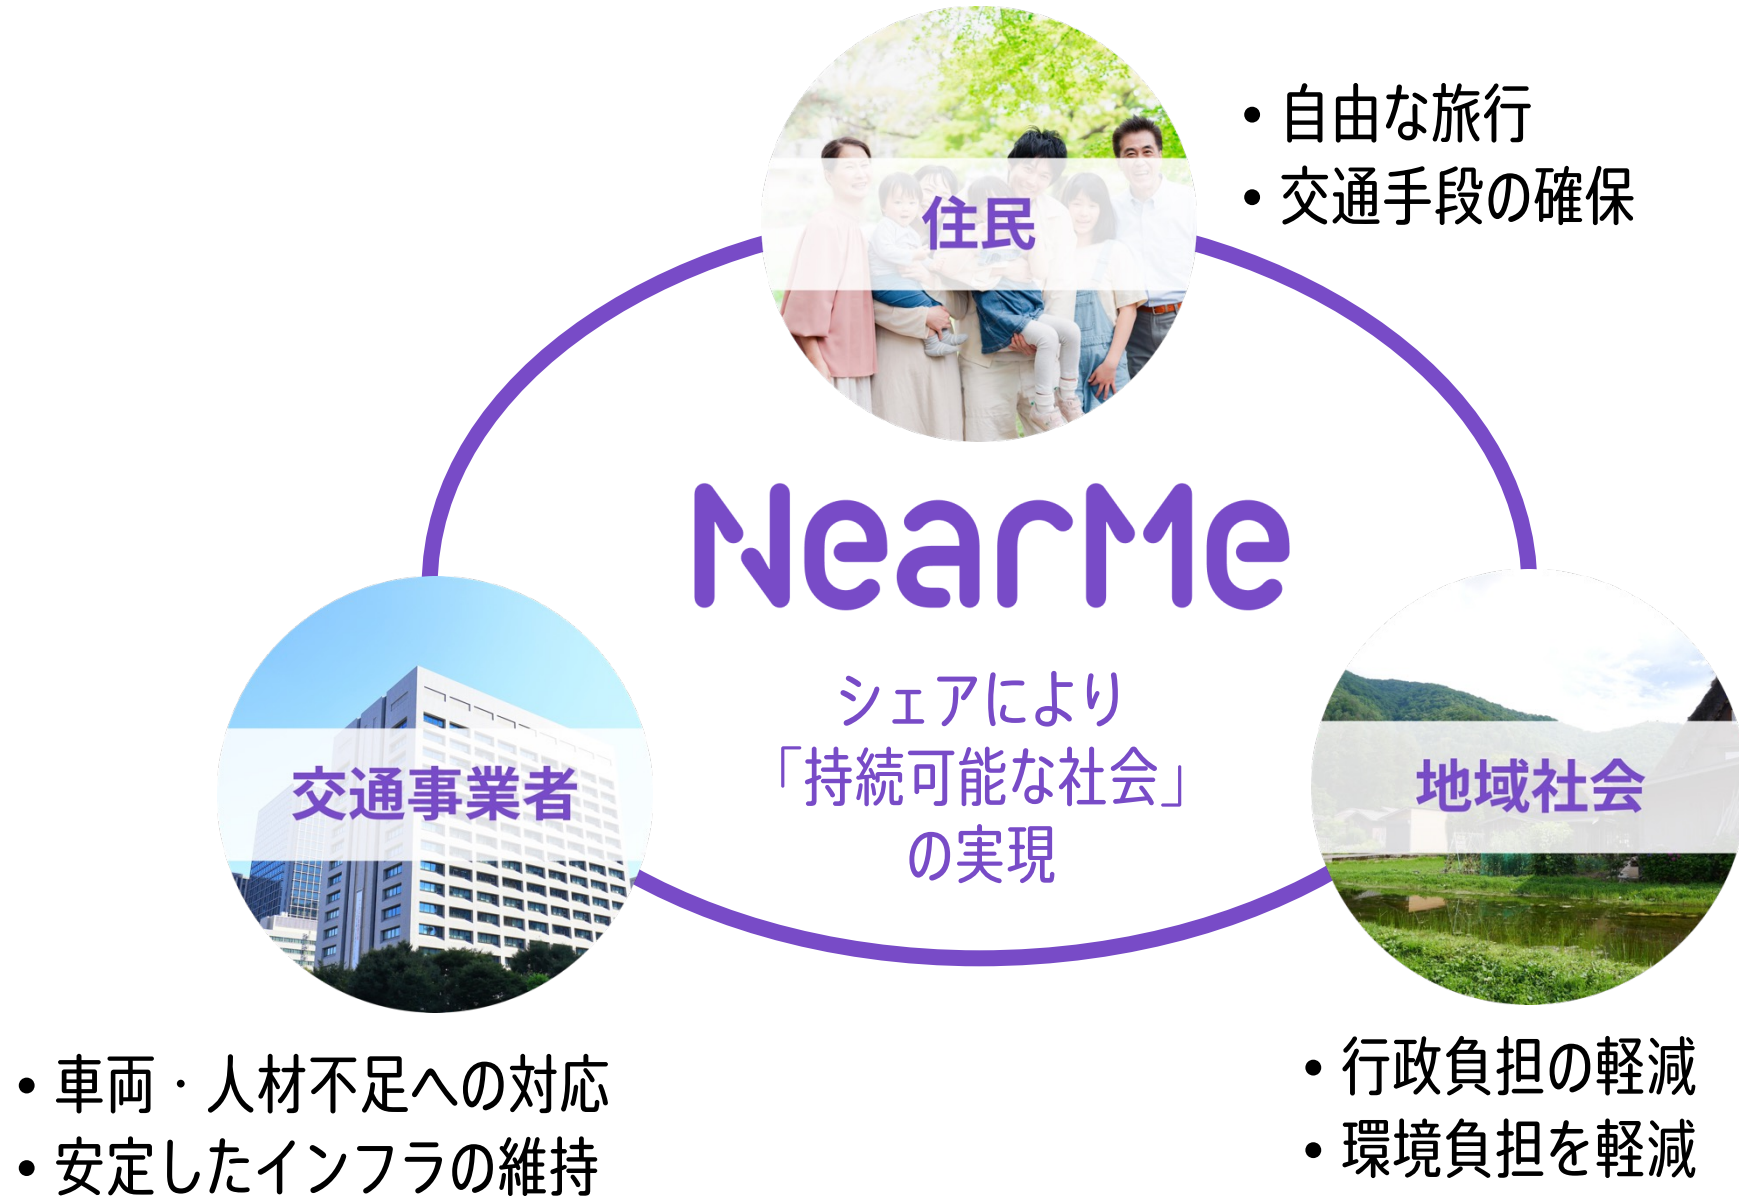 住民
• 自由な旅行
• 交通手段の確保
NearMe
シェアにより
「持続可能な社会」
の実現
交通事業者
• 車両・人材不足への対応
• 安定したインフラの維持
地域社会
• 行政負担の軽減
• 環境負担を軽減